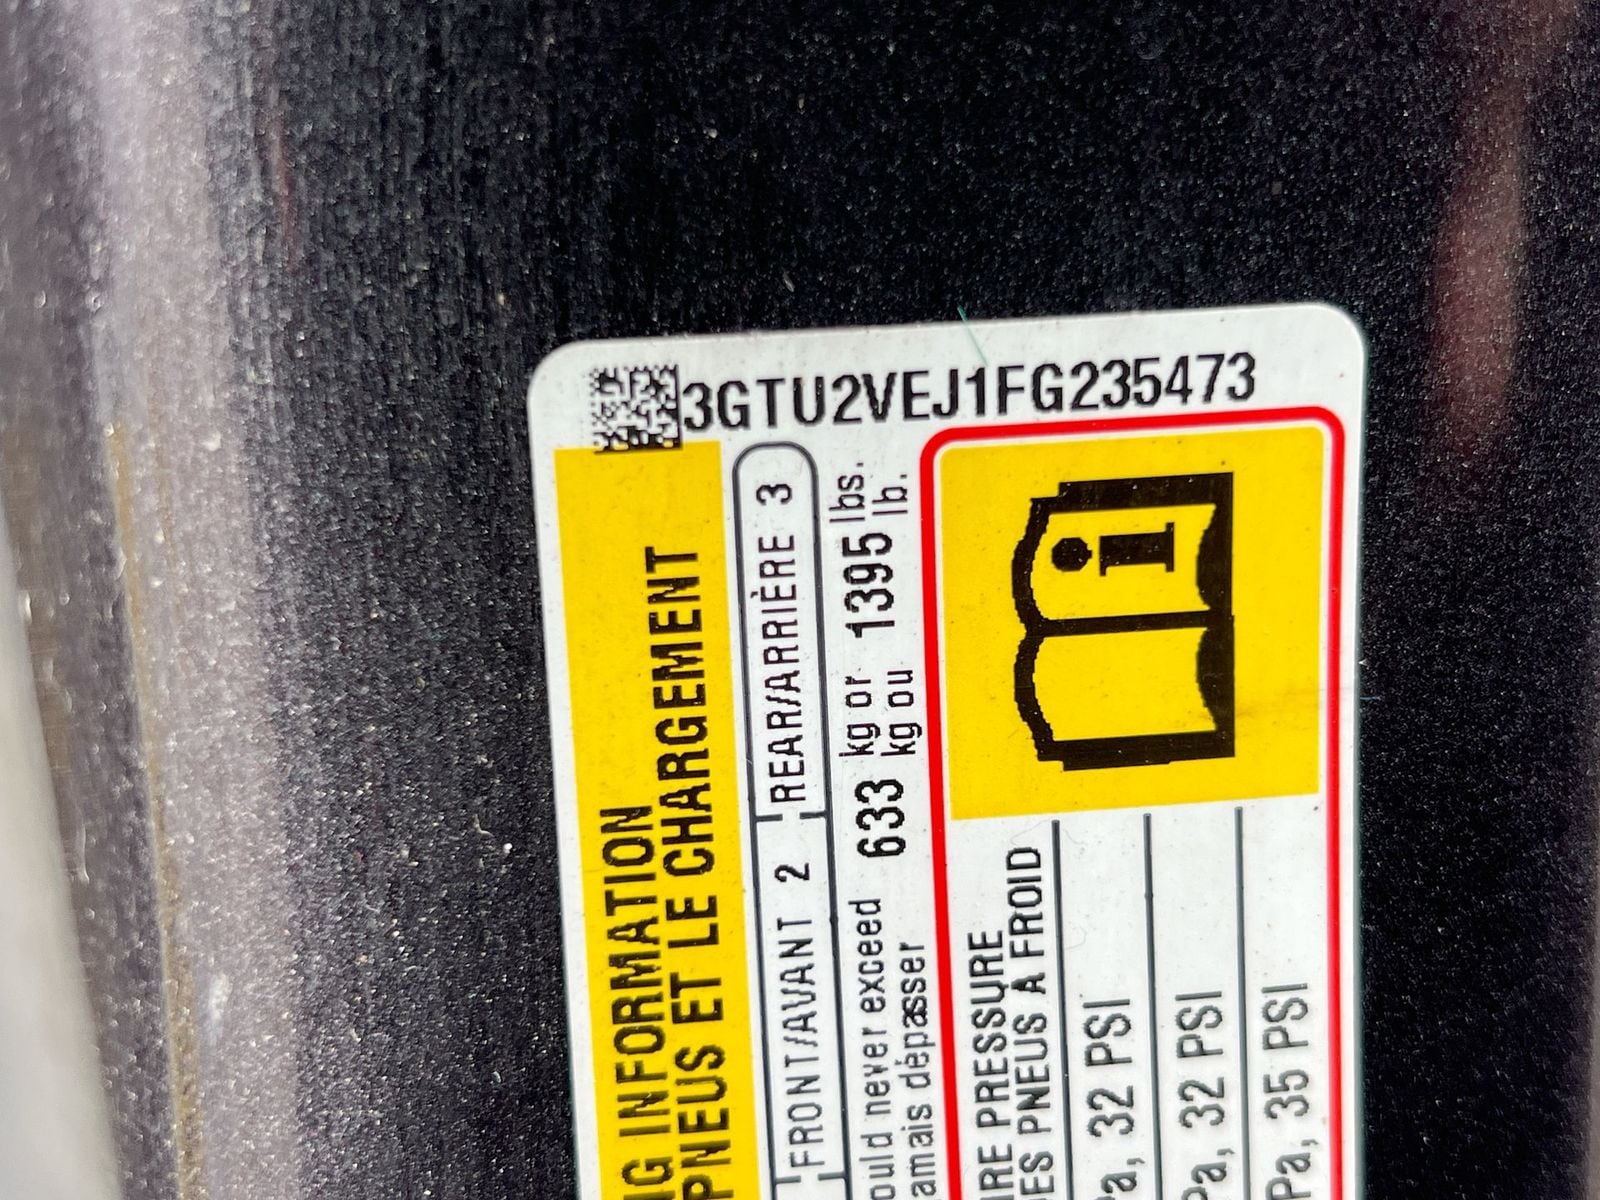 3GTU2VEJ1FG235473
NG INFORMATION
PNEUS ET LE CHARGEMENT
FRONT/AVANT 2 REAR/ARRIÈRE 3
ould never exceed 633 kg or 1395 lbs.
amais dépasser kg ou lb.
IRE PRESSURE
ES PNEUS À FROID
Pa, 32 PSI
Pa, 32 PSI
Pa, 35 PSI